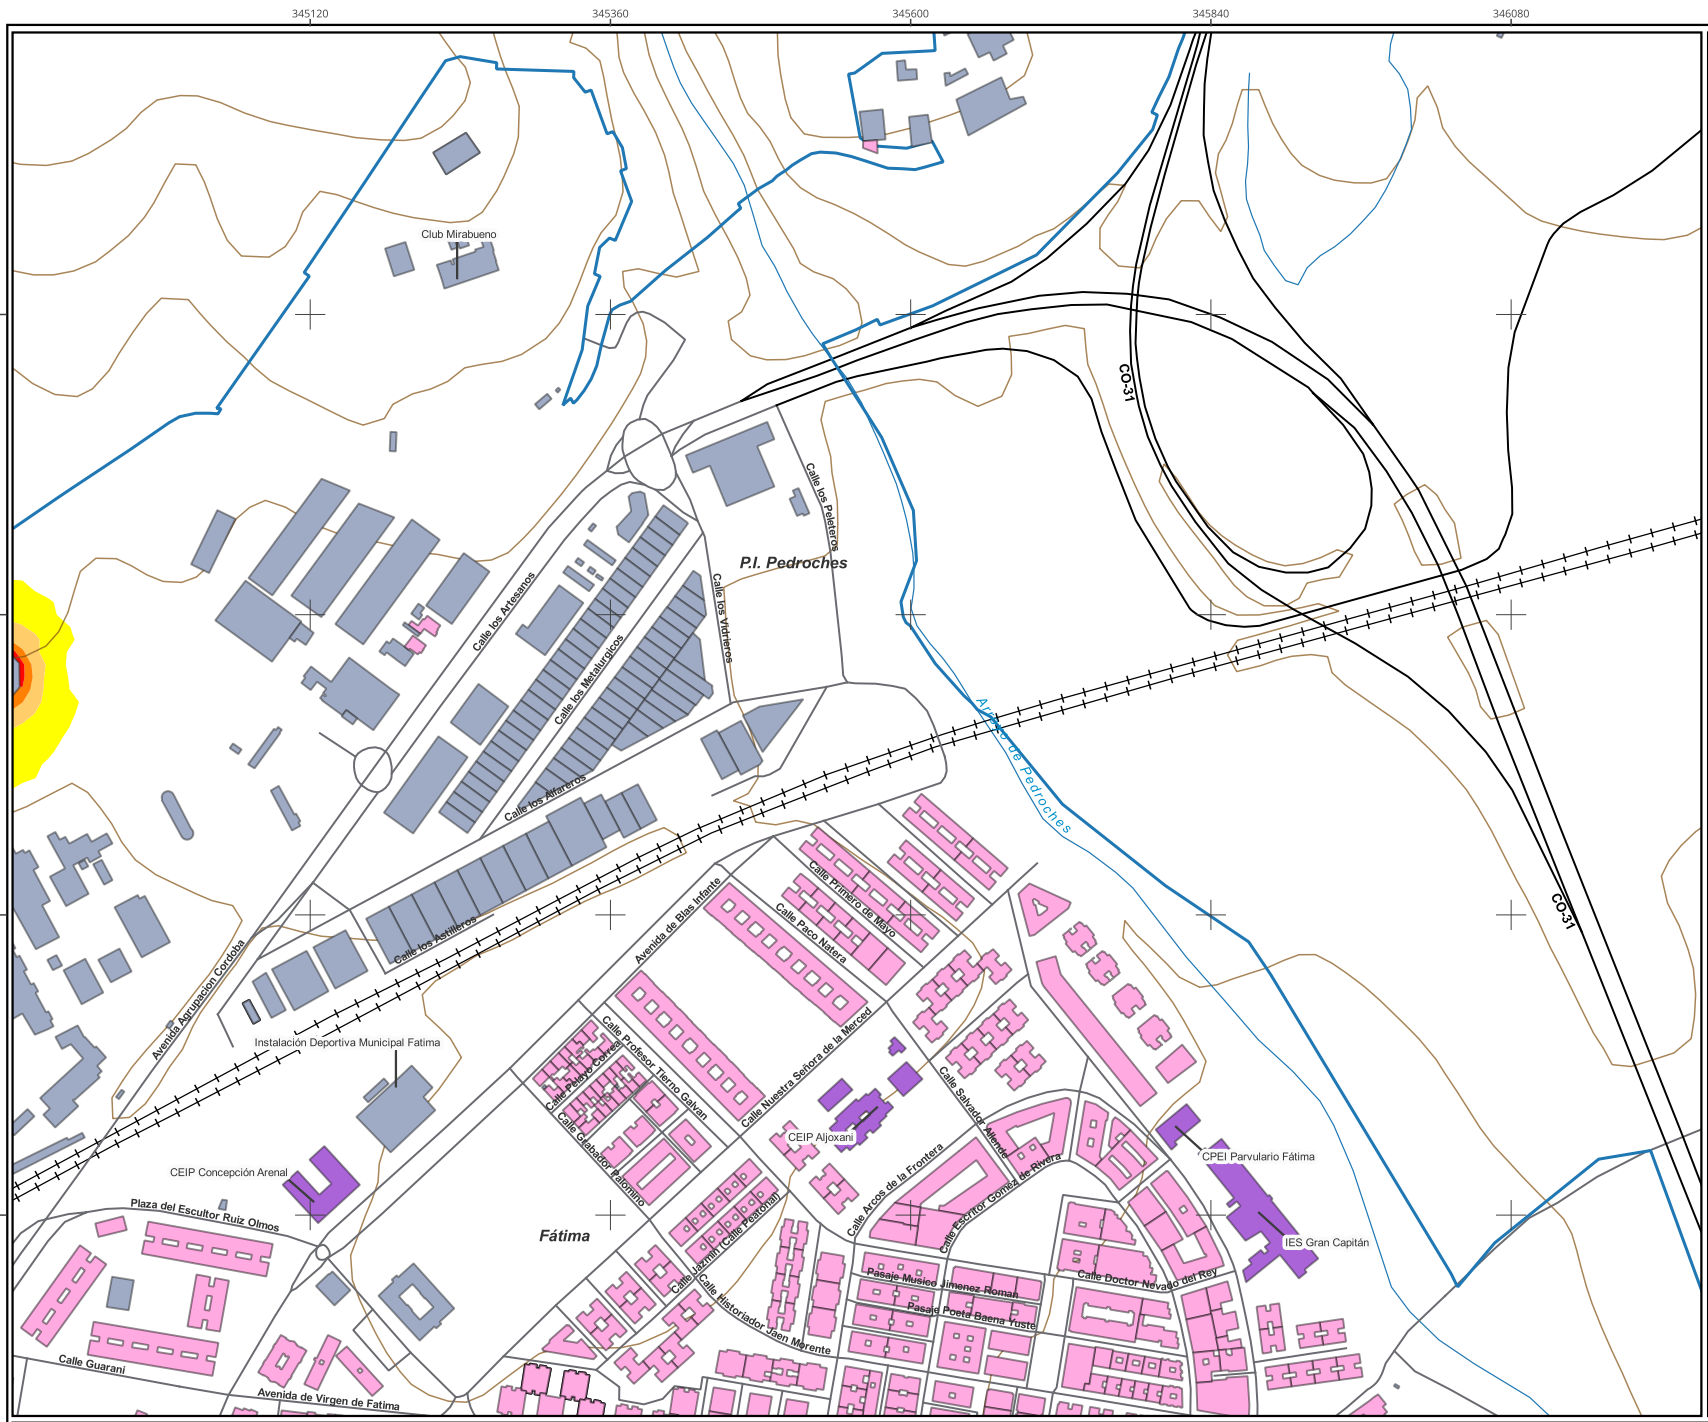 345120
345360
345600
345840
346080
Club Mirabueno
CO-31
Calle los Peleteros
P.I. Pedroches
Calle los Artesanos
Calle los Vidrieros
Calle los Metalurgicos
Arroyo de Pedroches
Calle los Alfareros
Calle los Astilleros
Avenida de Blas Infante
Calle Primero de Mayo
Calle Paco Natera
CO-31
Avenida Agrupacion Cordoba
Instalación Deportiva Municipal Fatima
Calle Profesor Tierno Galvan
Calle Pelayo Correa
Calle Nuestra Señora de la Merced
Calle Grabador Palomino
Calle Salvador Allende
CEIP Aljoxani
CPEI Parvulario Fátima
CEIP Concepción Arenal
Calle Arcos de la Frontera
Calle Escritor Gomez de Rivera
Plaza del Escultor Ruiz Olmos
Fátima
Calle Jazmin (Calle Peatonal)
IES Gran Capitán
Pasaje Musico Jimenez Roman
Calle Doctor Nevado del Rey
Calle Historiador Jaen Morente
Pasaje Poeta Baena Yuste
Calle Guarani
Avenida de Virgen de Fatima